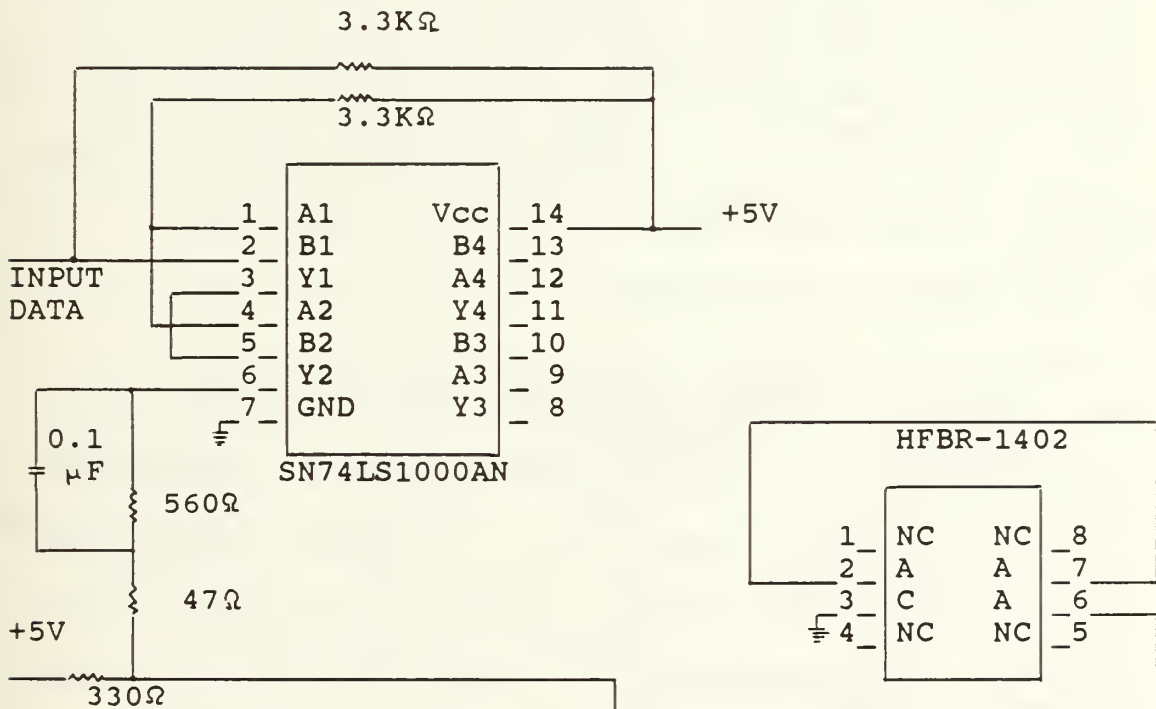 3.3KΩ
3.3KΩ
1 A1 Vcc 14 +5V
2 B1 B4 13
INPUT 3 Y1 A4 12
DATA 4 A2 Y4 11
5 B2 B3 10
6 Y2 A3 9
7 GND Y3 8
0.1
μF
SN74LS1000AN
HFBR-1402
560Ω
1 NC NC 8
2 A A 7
3 C A 6
4 NC NC 5
47Ω
+5V
330Ω